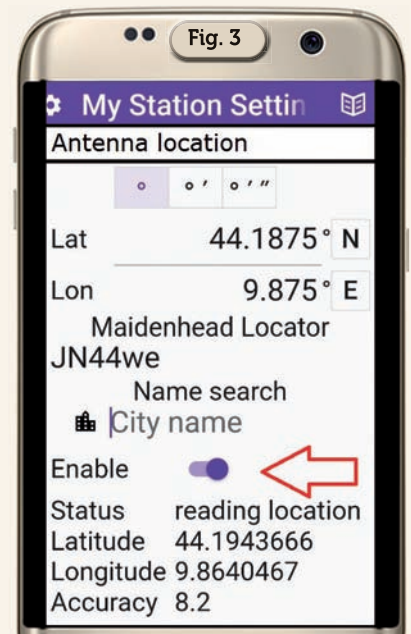 Fig. 3
My Station Settin
Antenna location
° ° ′ ° ′ ″
Lat 44.1875° N
Lon 9.875° E
Maidenhead Locator
JN44we
Name search
City name
Enable
Status reading location
Latitude 44.1943666
Longitude 9.8640467
Accuracy 8.2